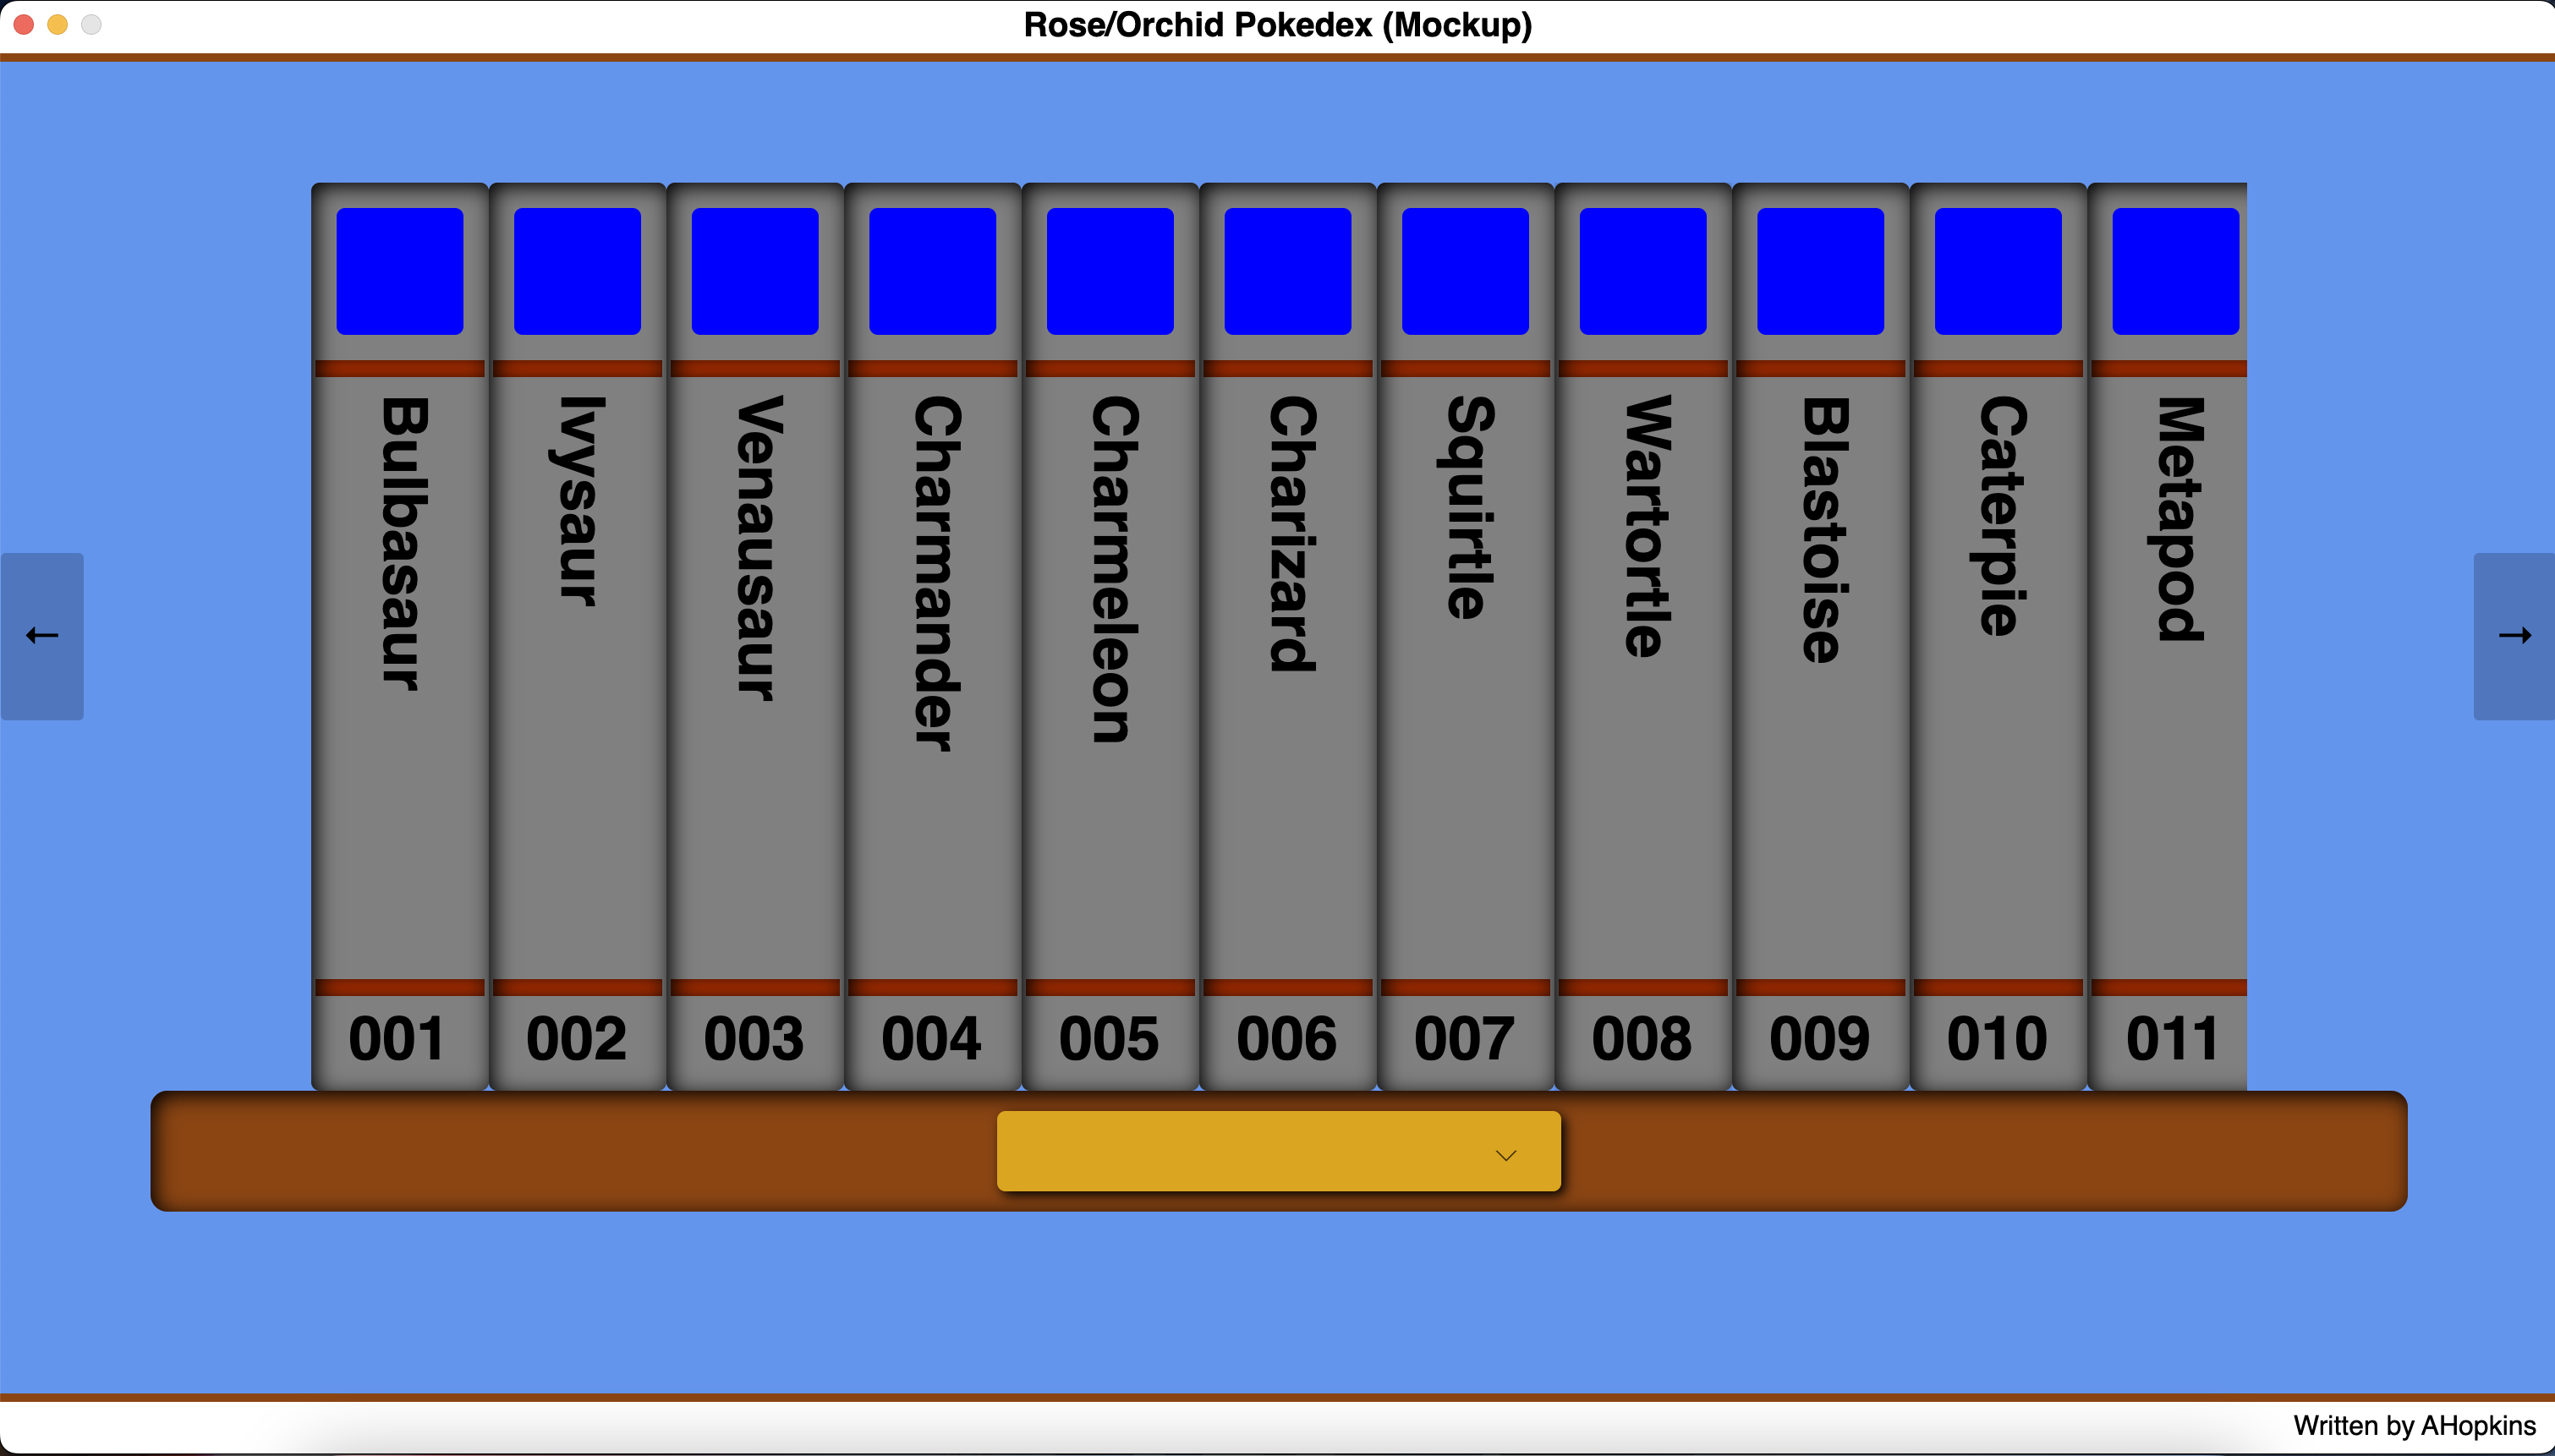 Rose/Orchid Pokedex (Mockup)
Bulbasaur
Ivysaur
Venausaur
Charmander
Charmeleon
Charizard
Squirtle
Wartortle
Blastoise
Caterpie
Metapod
←
→
001
002
003
004
005
006
007
008
009
010
011
Written by AHopkins